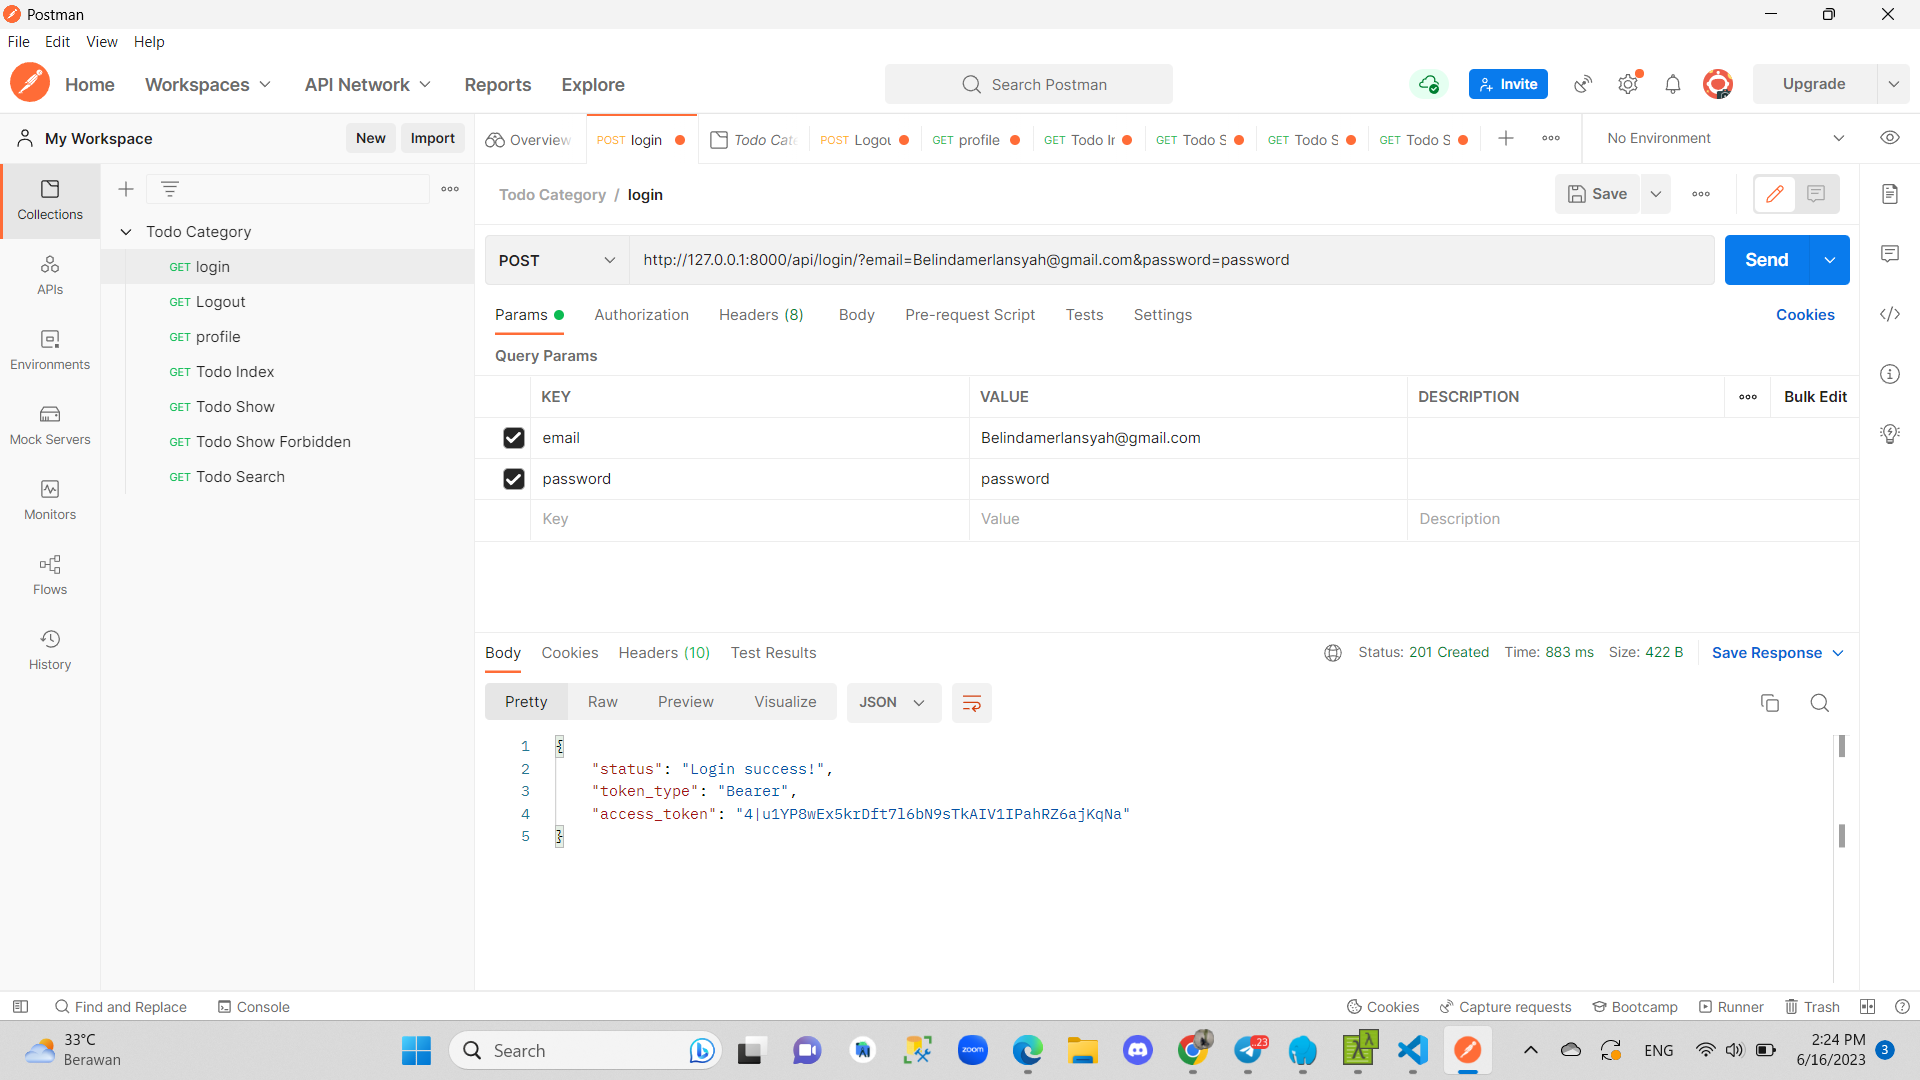 Postman
File Edit View Help
Home Workspaces API Network Reports Explore Search Postman Invite Upgrade
My Workspace New Import Overview POST login Todo Cate POST Logou GET profile GET Todo Ir GET Todo S GET Todo S GET Todo S No Environment
Collections
APIs
Environments
Mock Servers
Monitors
Flows
History
Todo Category
GET login
GET Logout
GET profile
GET Todo Index
GET Todo Show
GET Todo Show Forbidden
GET Todo Search
Todo Category / login Save
POST http://127.0.0.1:8000/api/login/?email=Belindamerlansyah@gmail.com&password=password Send
Params Authorization Headers (8) Body Pre-request Script Tests Settings Cookies
Query Params
KEY VALUE DESCRIPTION Bulk Edit
email Belindamerlansyah@gmail.com
password password
Key Value Description
Body Cookies Headers (10) Test Results Status: 201 Created Time: 883 ms Size: 422 B Save Response
Pretty Raw Preview Visualize JSON
1 {
2 "status": "Login success!",
3 "token_type": "Bearer",
4 "access_token": "4|u1YP8wEx5krDft7l6bN9sTkAIV1IPahRZ6ajKqNa"
5 }
Find and Replace Console Cookies Capture requests Bootcamp Runner Trash
33°C
Berawan
Search
zoom
23
ENG
2:24 PM
6/16/2023
3